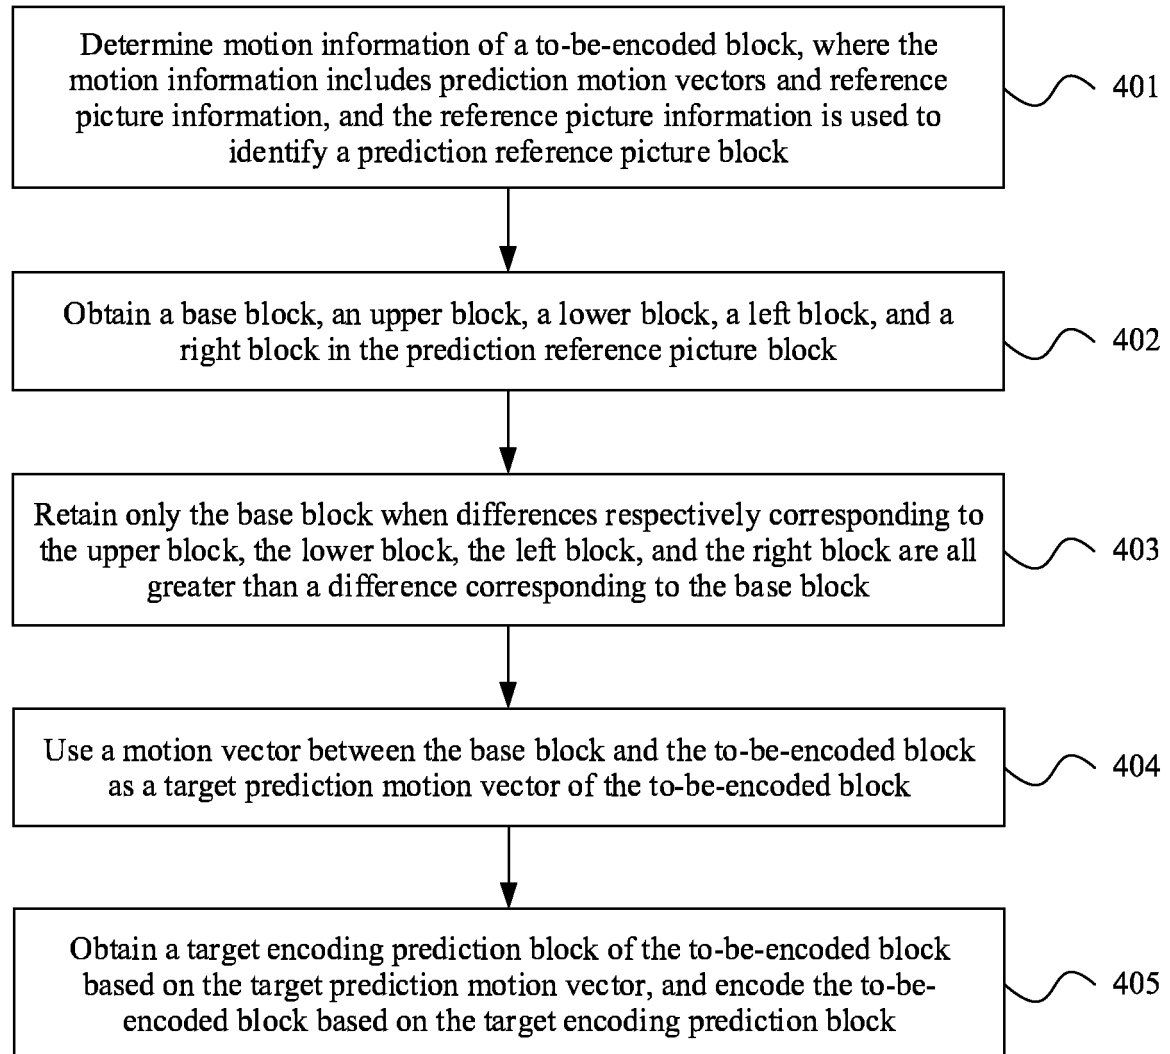 Determine motion information of a to-be-encoded block, where the
motion information includes prediction motion vectors and reference
picture information, and the reference picture information is used to
identify a prediction reference picture block
401
Obtain a base block, an upper block, a lower block, a left block, and a
right block in the prediction reference picture block
402
Retain only the base block when differences respectively corresponding to
the upper block, the lower block, the left block, and the right block are all
greater than a difference corresponding to the base block
403
Use a motion vector between the base block and the to-be-encoded block
as a target prediction motion vector of the to-be-encoded block
404
Obtain a target encoding prediction block of the to-be-encoded block
based on the target prediction motion vector, and encode the to-be-
encoded block based on the target encoding prediction block
405